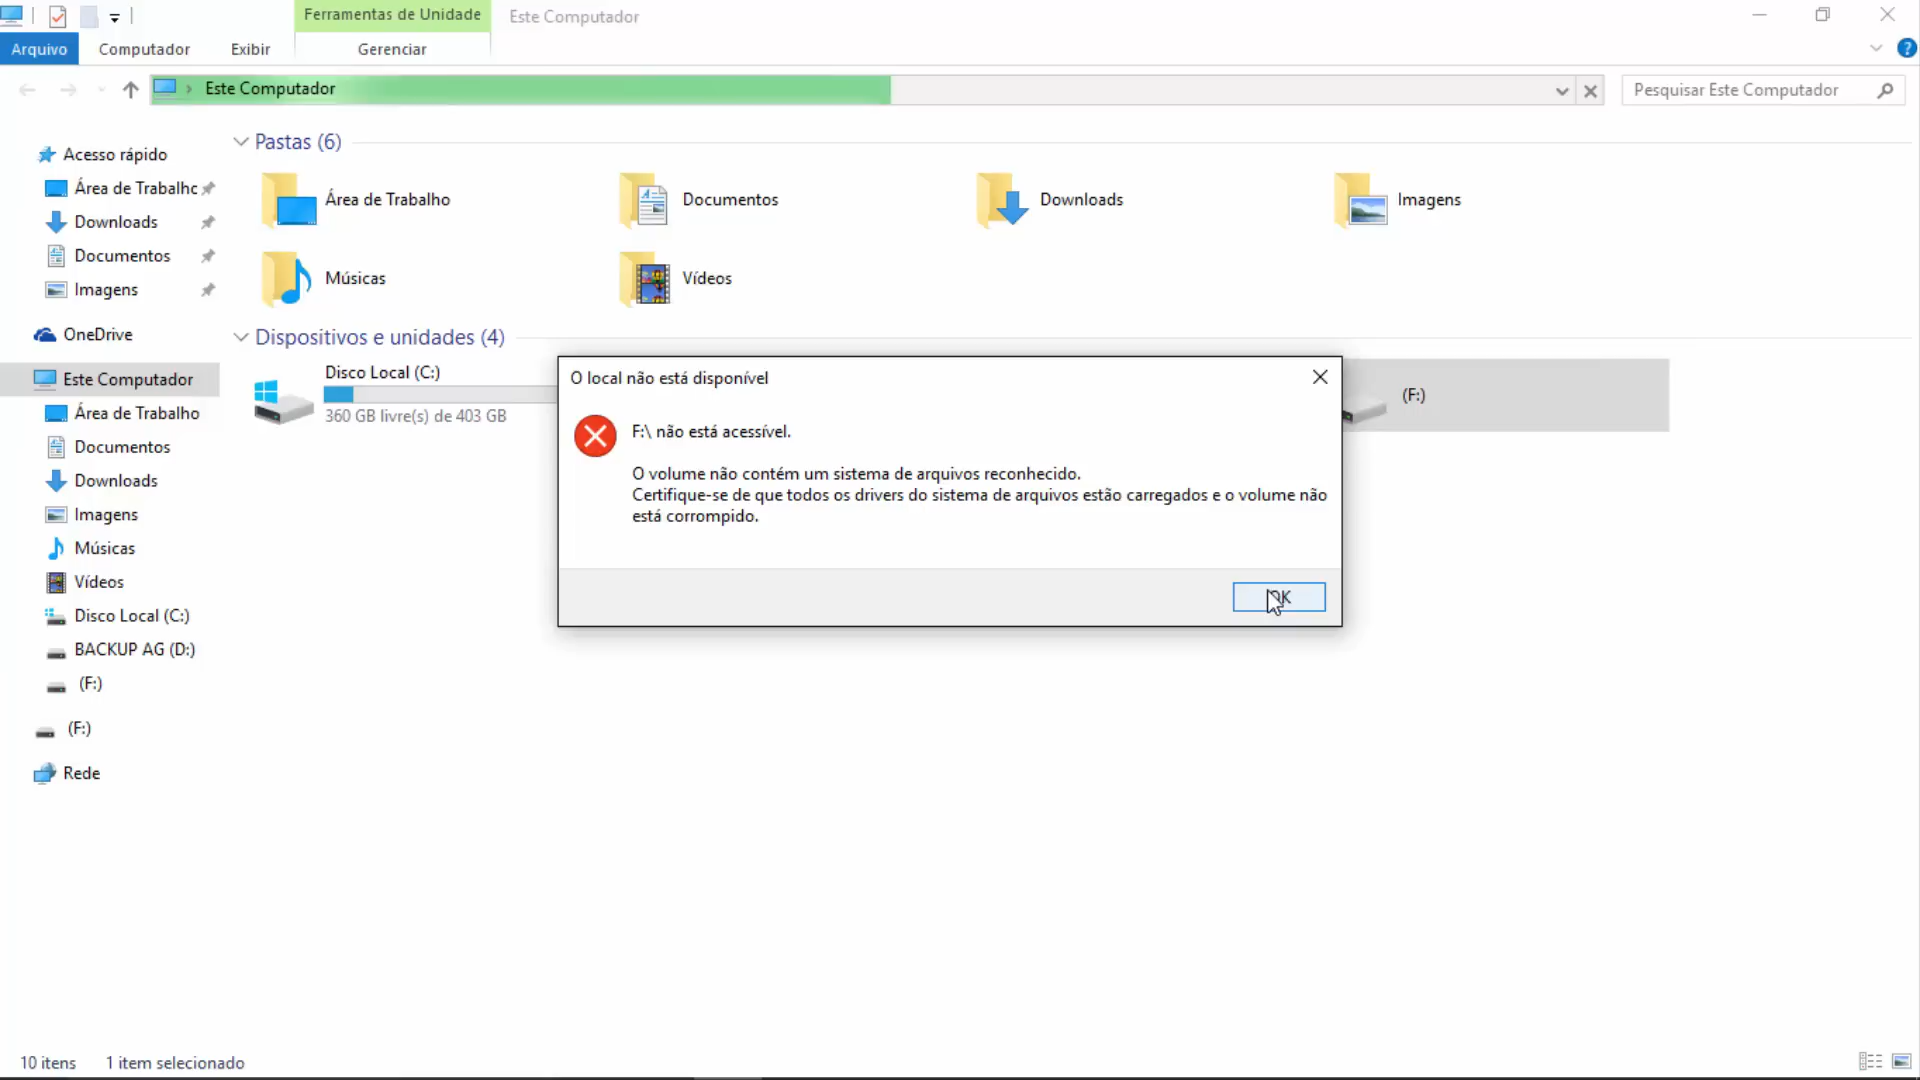 Ferramentas de Unidade
Este Computador
Arquivo
Computador
Exibir
Gerenciar
Este Computador
Pesquisar Este Computador
Acesso rápido
Área de Trabalho
Downloads
Documentos
Imagens
OneDrive
Este Computador
Área de Trabalho
Documentos
Downloads
Imagens
Músicas
Vídeos
Disco Local (C:)
BACKUP AG (D:)
(F:)
(F:)
Rede
Pastas (6)
Área de Trabalho
Documentos
Downloads
Imagens
Músicas
Vídeos
Dispositivos e unidades (4)
Disco Local (C:)
360 GB livre(s) de 403 GB
(F:)
O local não está disponível
F:\ não está acessível.
O volume não contém um sistema de arquivos reconhecido.
Certifique-se de que todos os drivers do sistema de arquivos estão carregados e o volume não
está corrompido.
OK
10 itens
1 item selecionado